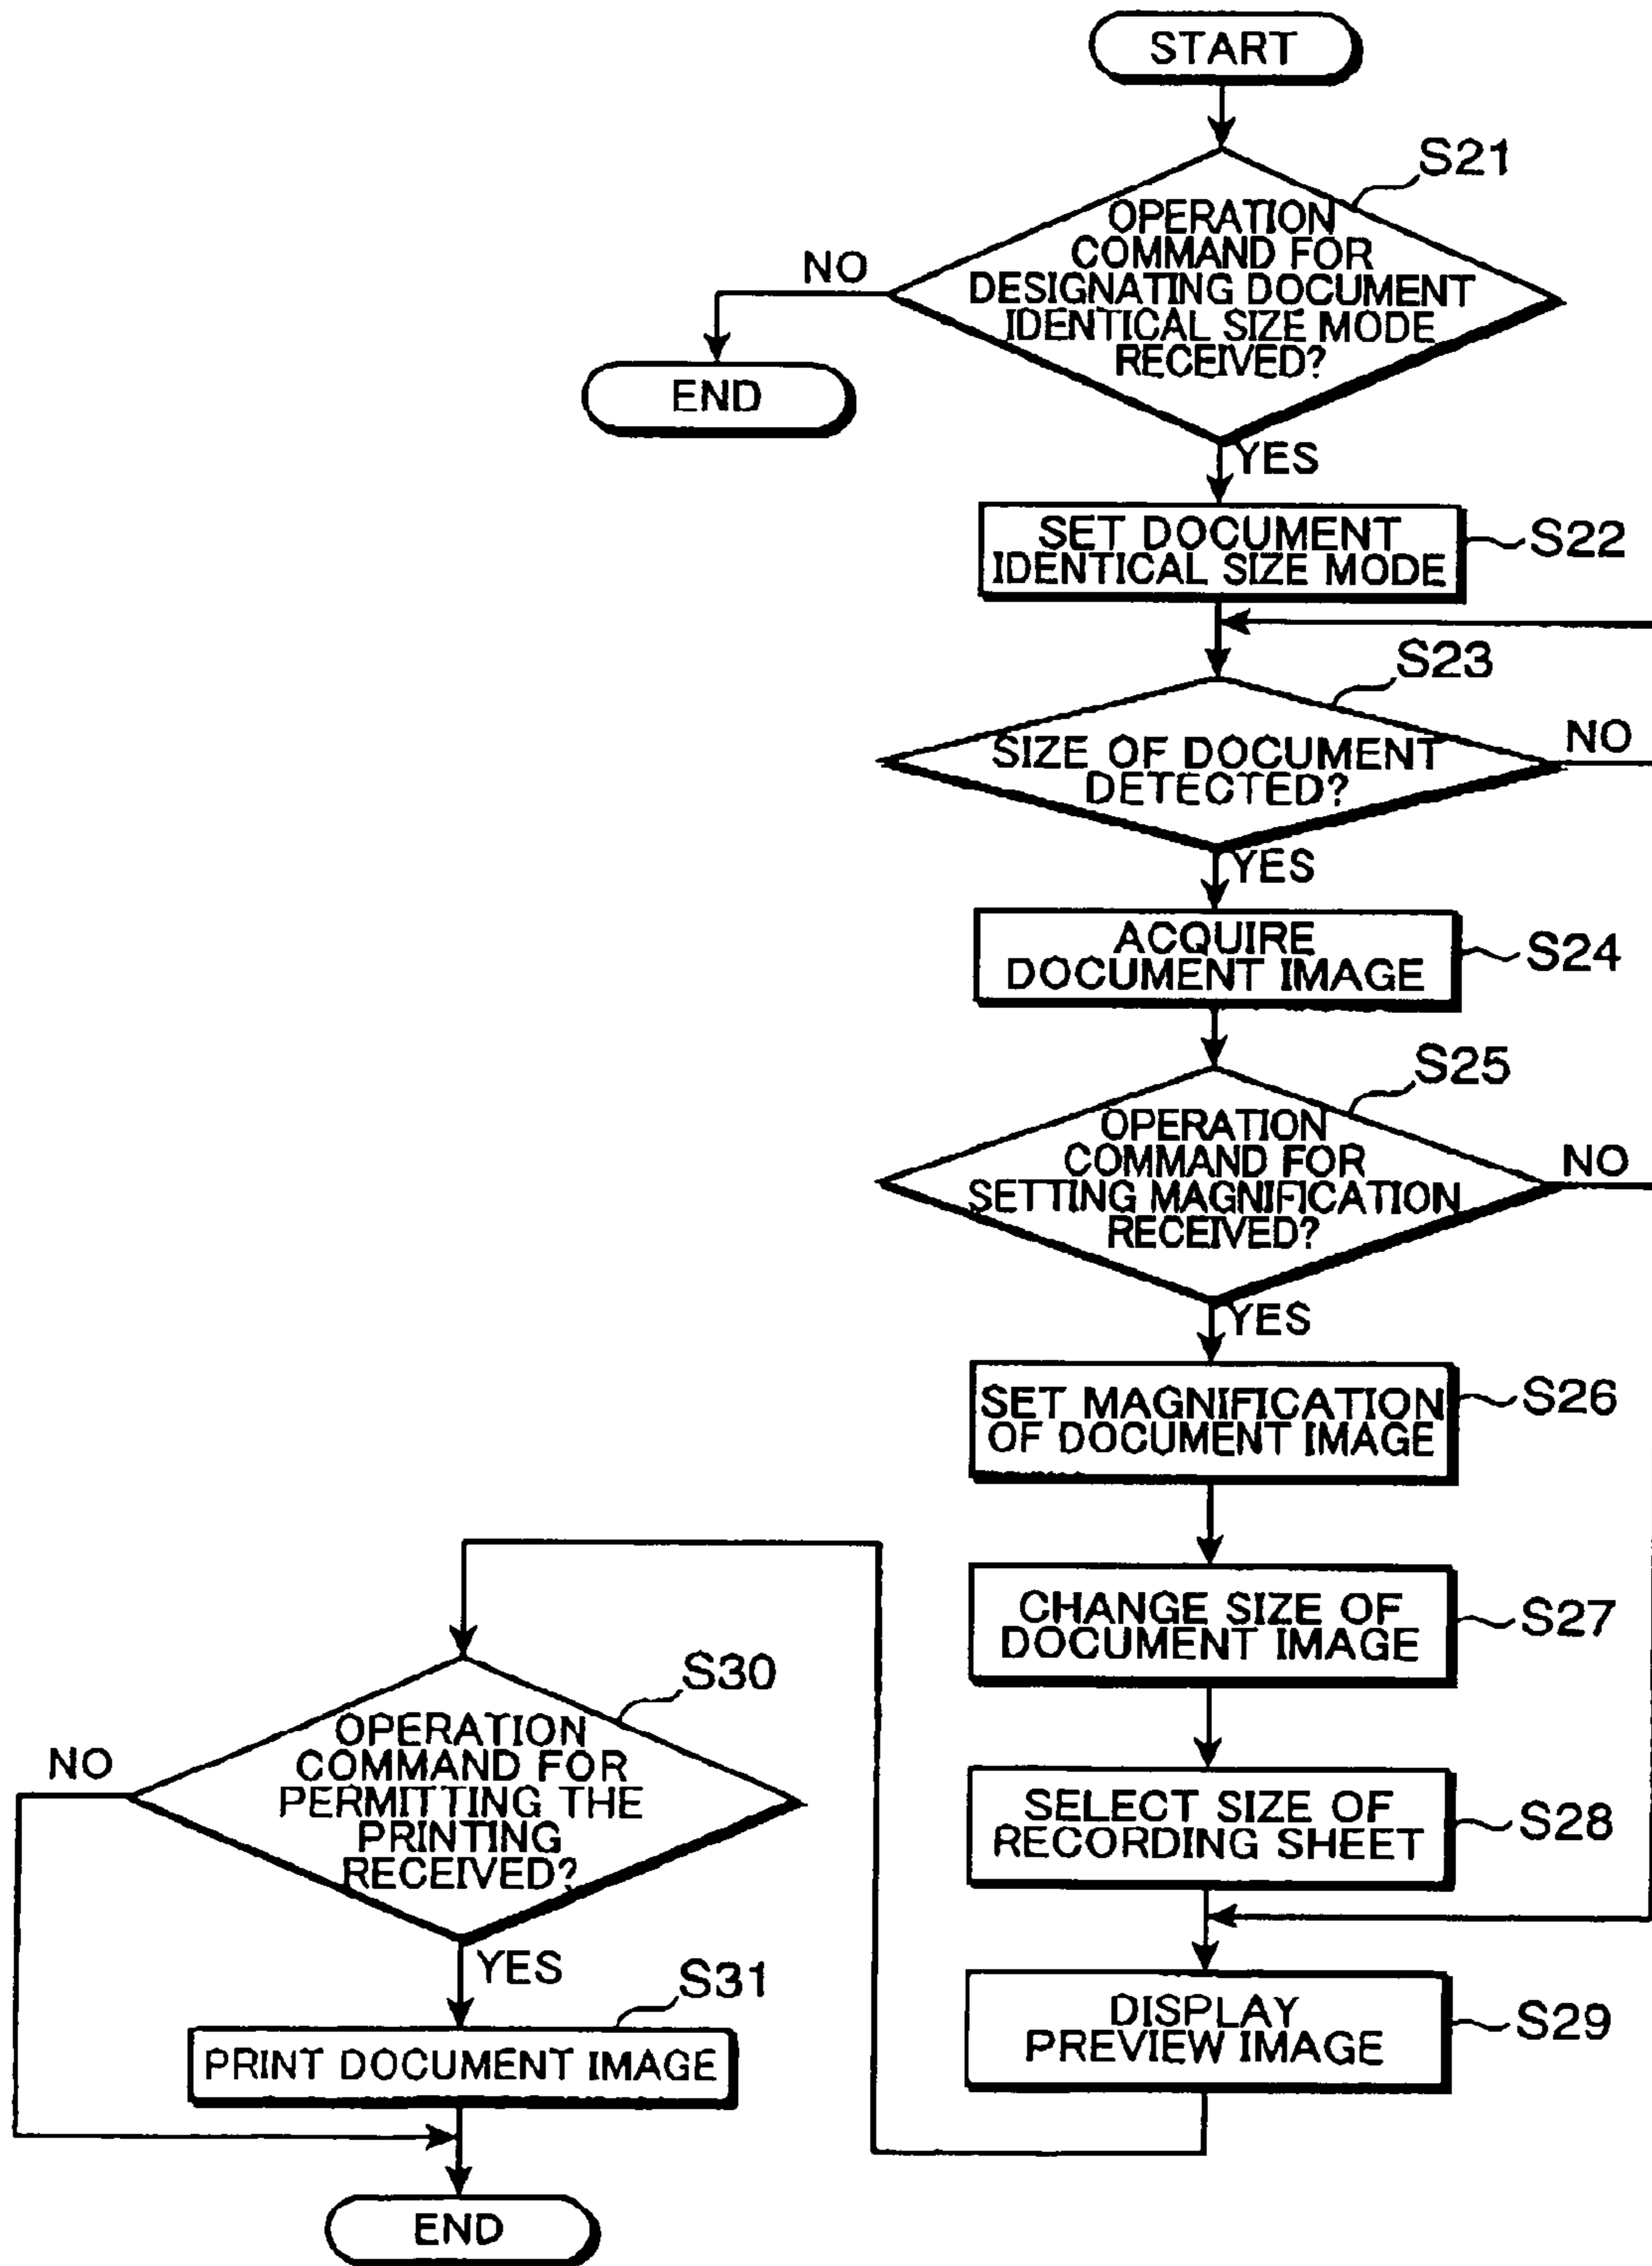 START
S21
OPERATION
COMMAND FOR
DESIGNATING DOCUMENT
IDENTICAL SIZE MODE
RECEIVED?
NO
END
YES
SET DOCUMENT
IDENTICAL SIZE MODE
S22
S23
SIZE OF DOCUMENT
DETECTED?
NO
YES
ACQUIRE
DOCUMENT IMAGE
S24
S25
OPERATION
COMMAND FOR
SETTING MAGNIFICATION
RECEIVED?
NO
YES
SET MAGNIFICATION
OF DOCUMENT IMAGE
S26
CHANGE SIZE OF
DOCUMENT IMAGE
S27
SELECT SIZE OF
RECORDING SHEET
S28
DISPLAY
PREVIEW IMAGE
S29
S30
OPERATION
COMMAND FOR
PERMITTING THE
PRINTING
RECEIVED?
NO
YES
S31
PRINT DOCUMENT IMAGE
END